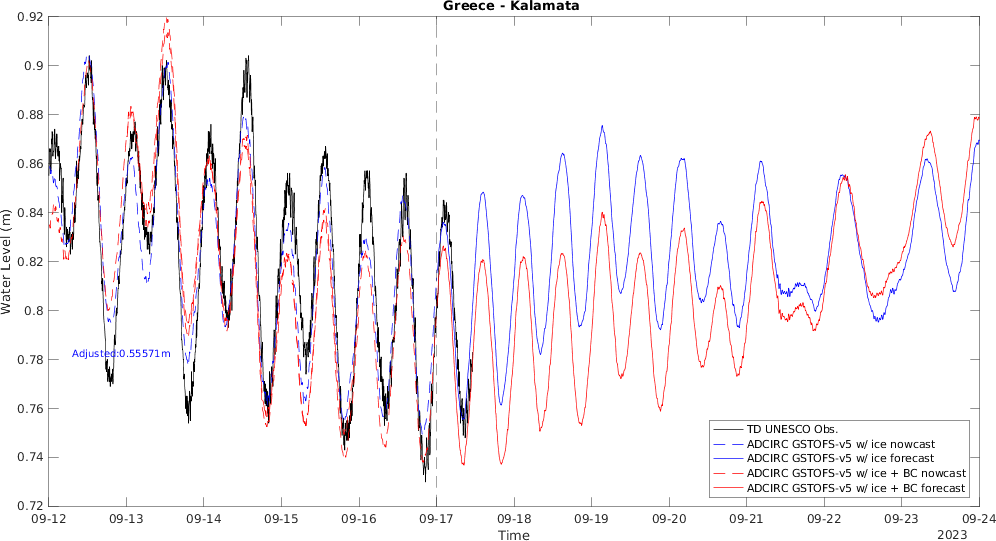 Greece - Kalamata
Water Level (m)
0.92
0.9
0.88
0.86
0.84
0.82
0.8
0.78
0.76
0.74
0.72
Adjusted:0.55571m
TD UNESCO Obs.
ADCIRC GSTOFS-v5 w/ ice nowcast
ADCIRC GSTOFS-v5 w/ ice forecast
ADCIRC GSTOFS-v5 w/ ice + BC nowcast
ADCIRC GSTOFS-v5 w/ ice + BC forecast
09-12 09-13 09-14 09-15 09-16 09-17 09-18 09-19 09-20 09-21 09-22 09-23 09-24
Time
2023